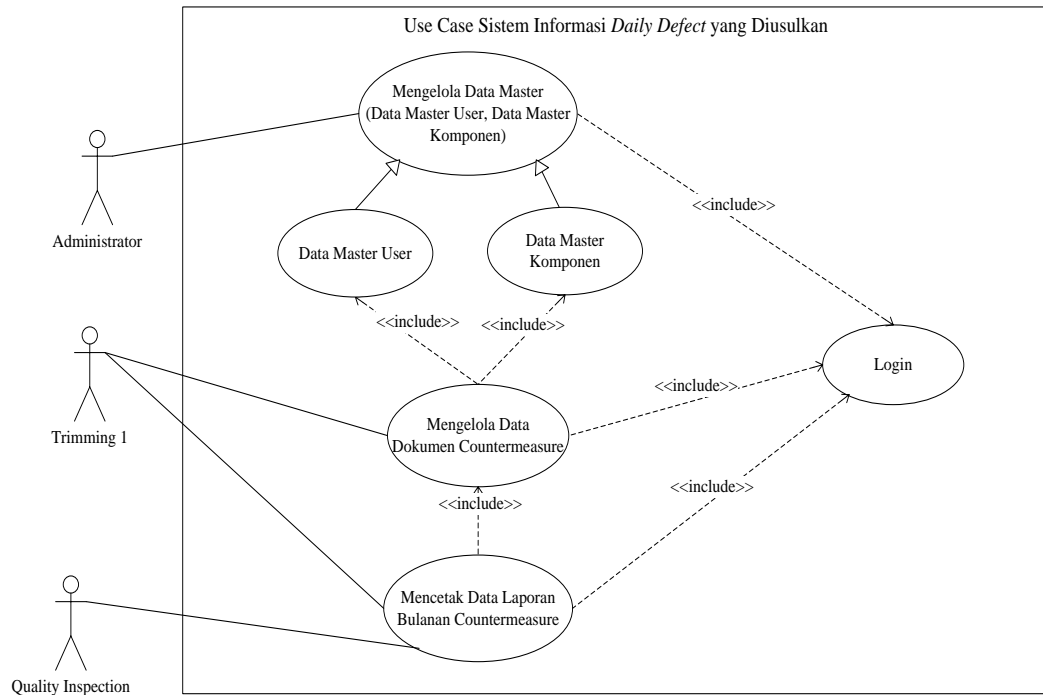 Use Case Sistem Informasi Daily Defect yang Diusulkan
Mengelola Data Master
(Data Master User, Data Master
Komponen)
Administrator
<<include>>
Data Master User
Data Master
Komponen
<<include>>
<<include>>
Login
Trimming 1
<<include>>
Mengelola Data
Dokumen Countermeasure
<<include>>
<<include>>
Mencetak Data Laporan
Bulanan Countermeasure
Quality Inspection